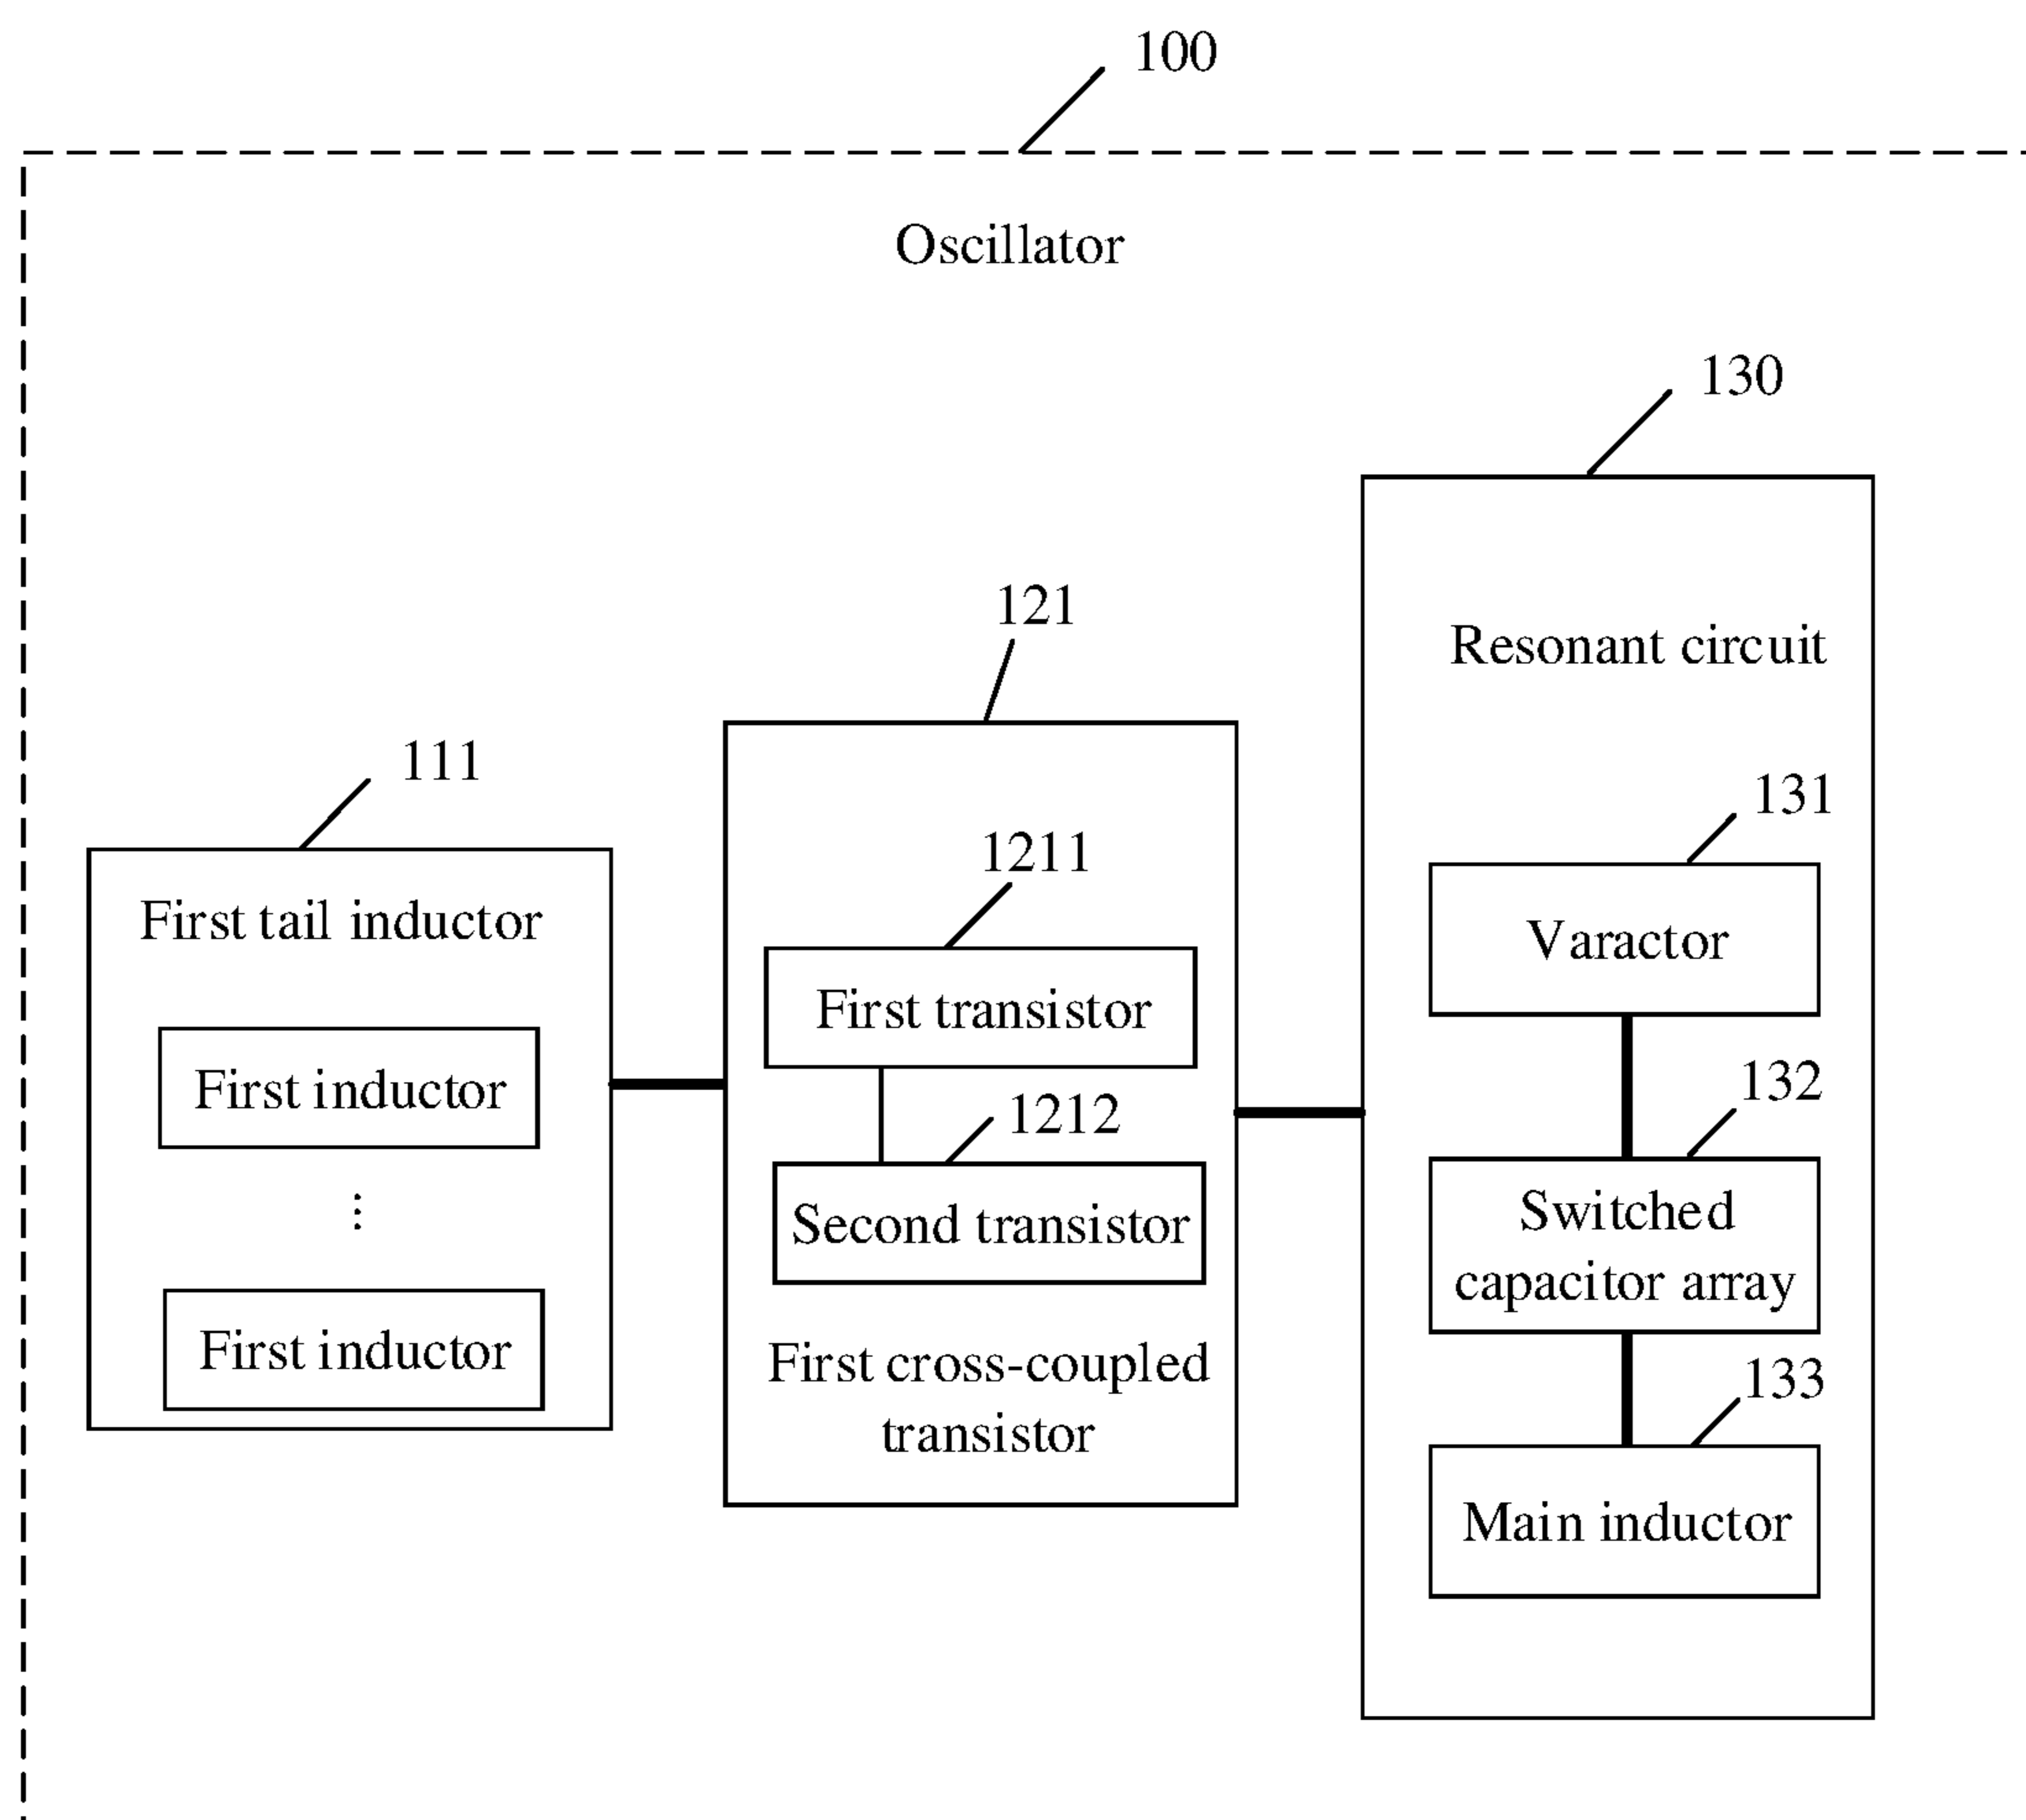 100
Oscillator
130
121
Resonant circuit
111
131
1211
First tail inductor
Varactor
First transistor
First inductor
132
1212
Switched
capacitor array
Second transistor
First inductor
First cross-coupled
transistor
133
Main inductor